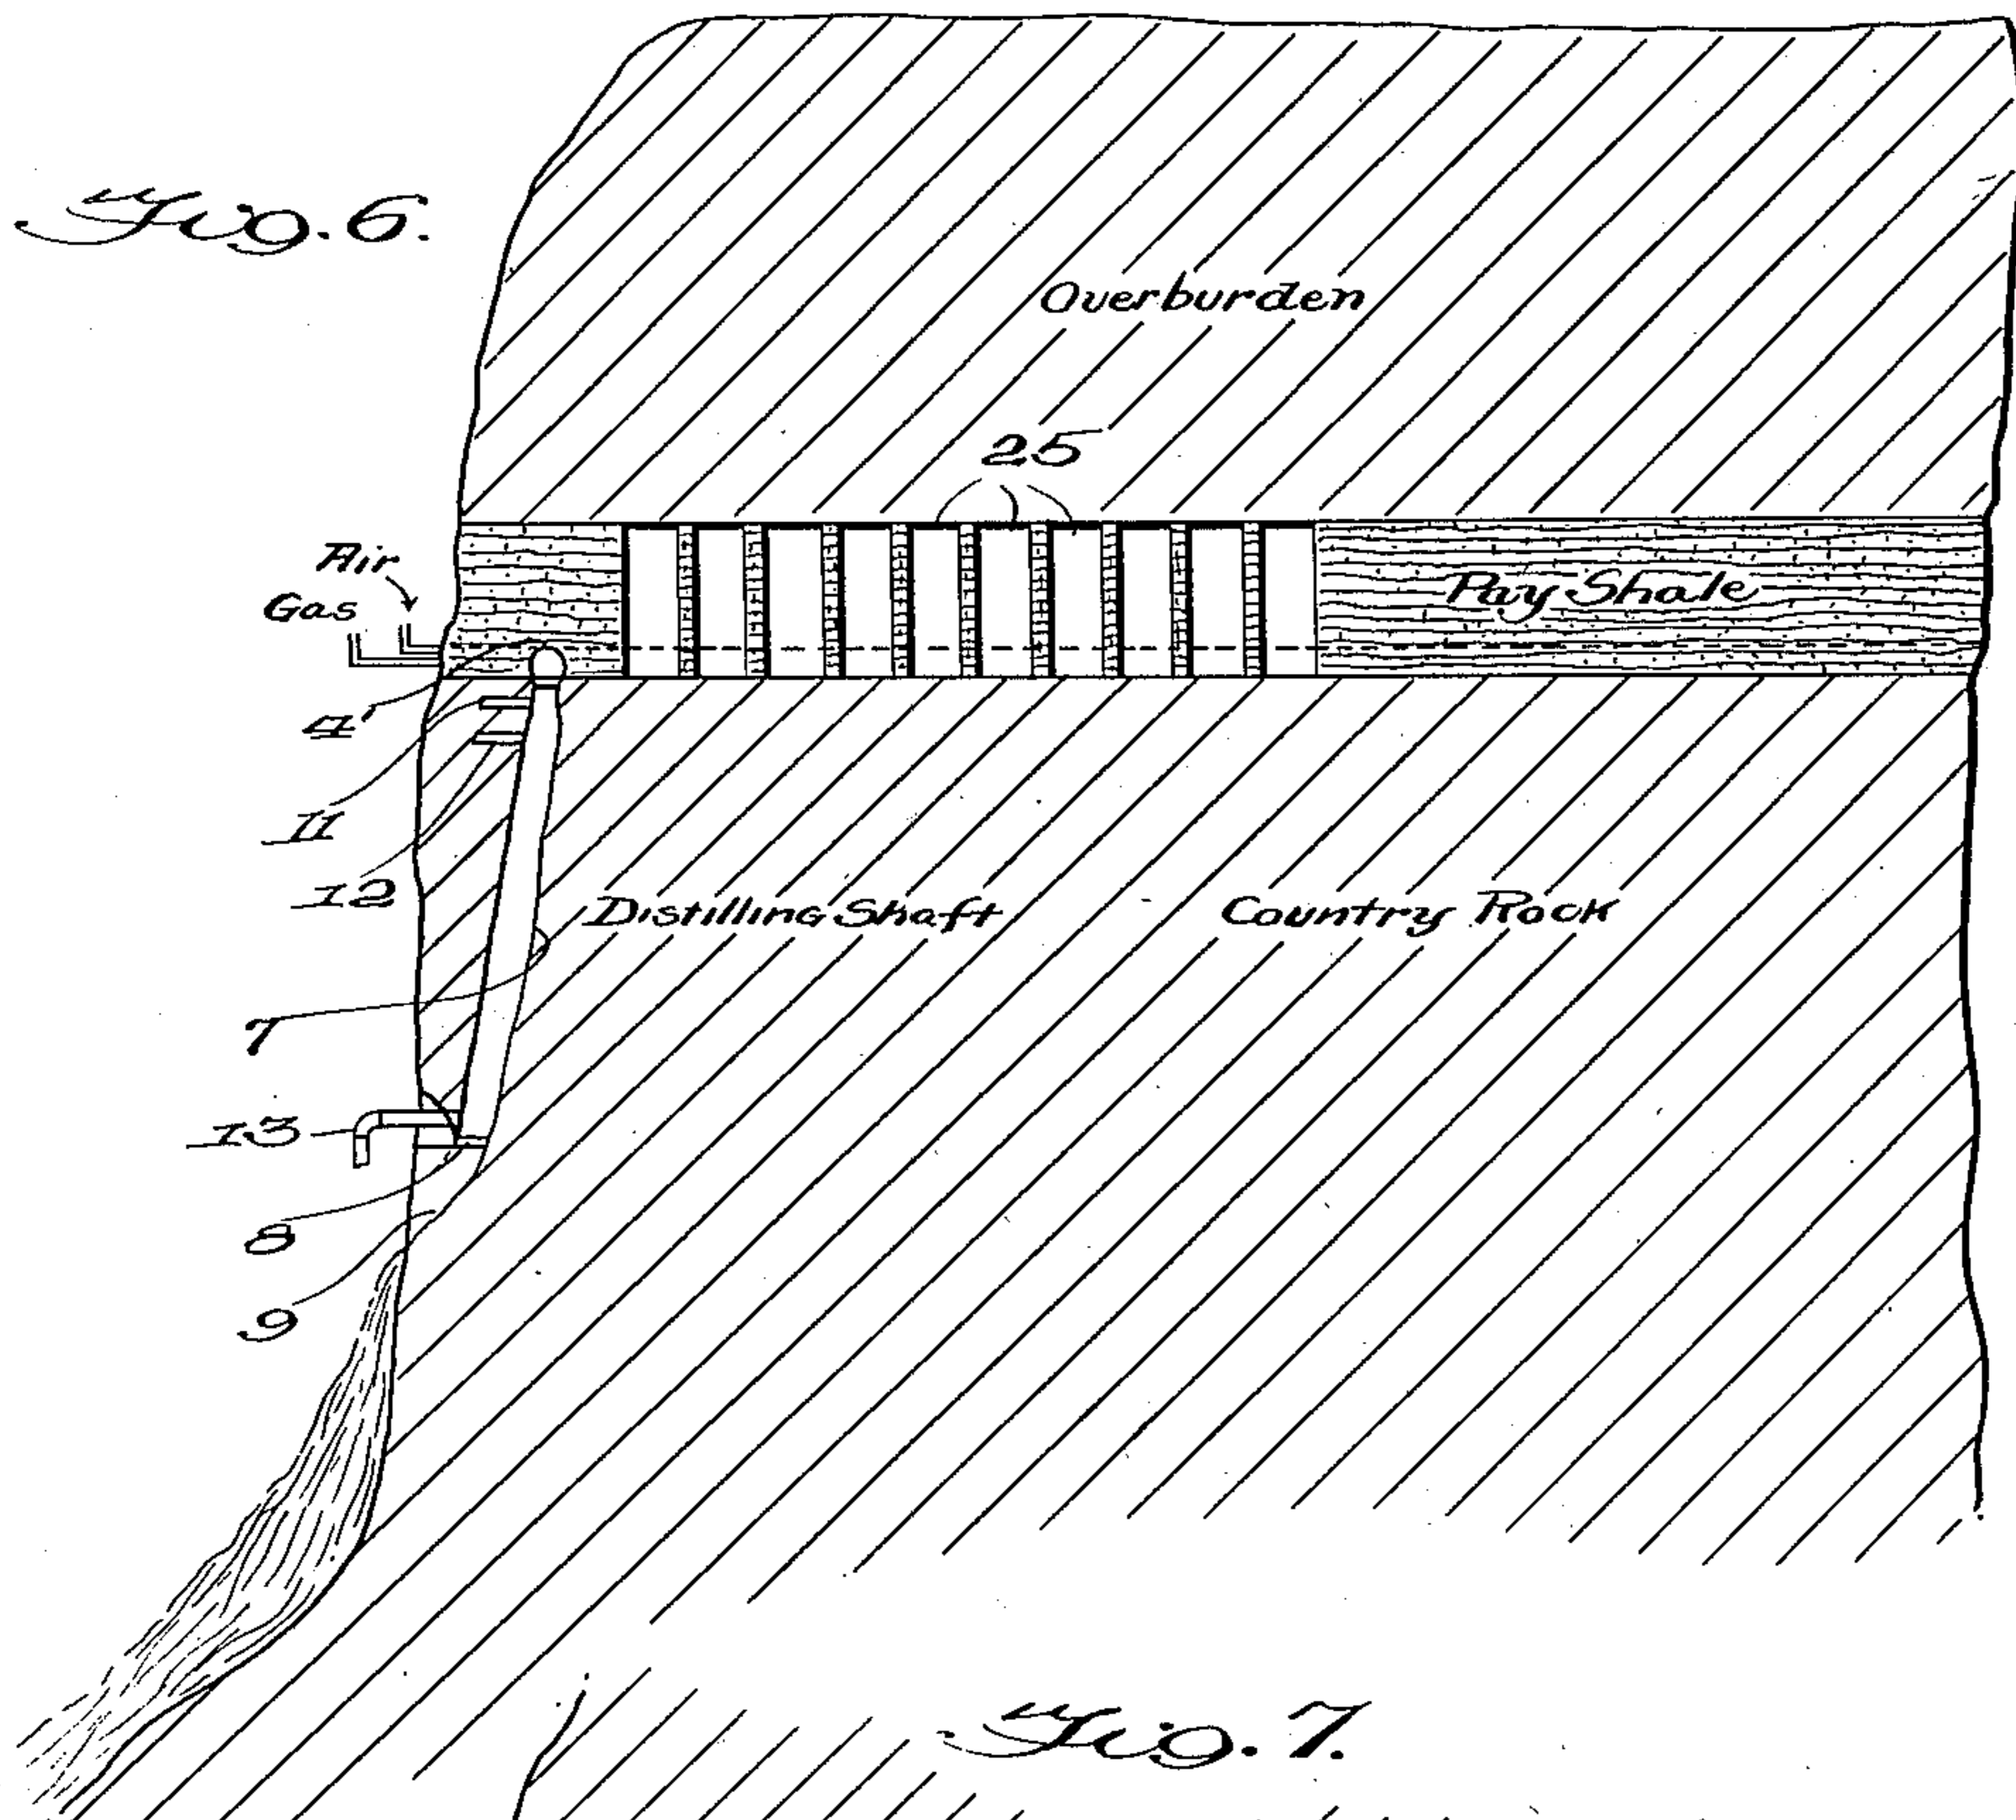 Fig. 6.
Overburden
25
Air
Gas
Pay Shale
4'
11
12
Distilling Shaft
Country Rock
7
13
8
9
Fig. 7.